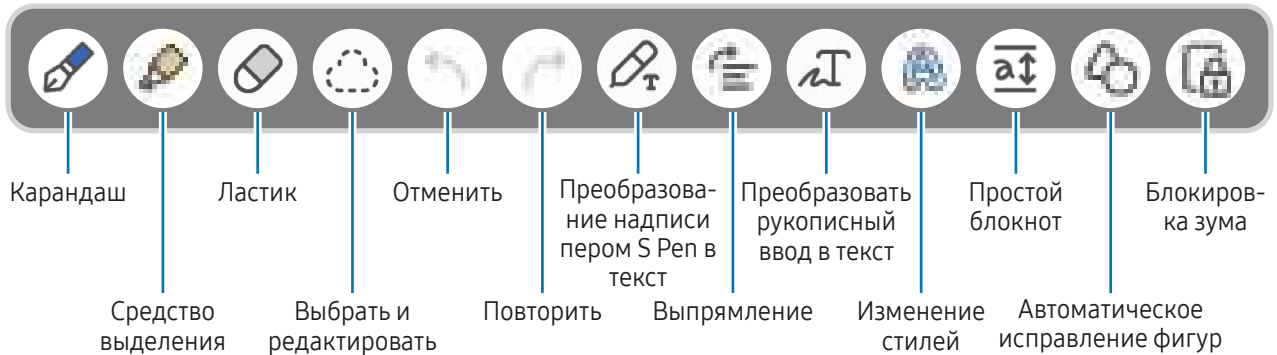 Карандаш
Ластик
Отменить
Преобразова-
ние надписи
пером S Pen в
текст
Преобразовать
рукописный
ввод в текст
Простой
блокнот
Блокиров-
ка зума
Средство
выделения
Выбрать и
редактировать
Повторить
Выпрямление
Изменение
стилей
Автоматическое
исправление фигур